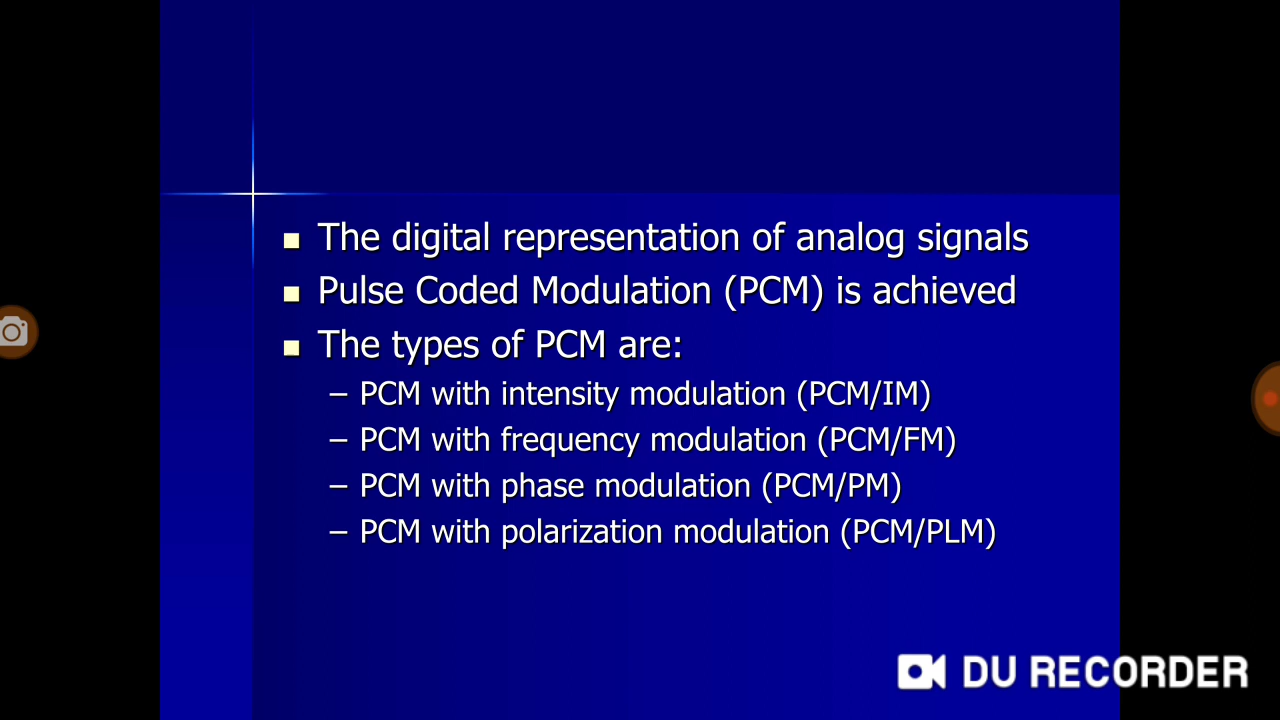 The digital representation of analog signals
Pulse Coded Modulation (PCM) is achieved
The types of PCM are:
– PCM with intensity modulation (PCM/IM)
– PCM with frequency modulation (PCM/FM)
– PCM with phase modulation (PCM/PM)
– PCM with polarization modulation (PCM/PLM)
DU RECORDER